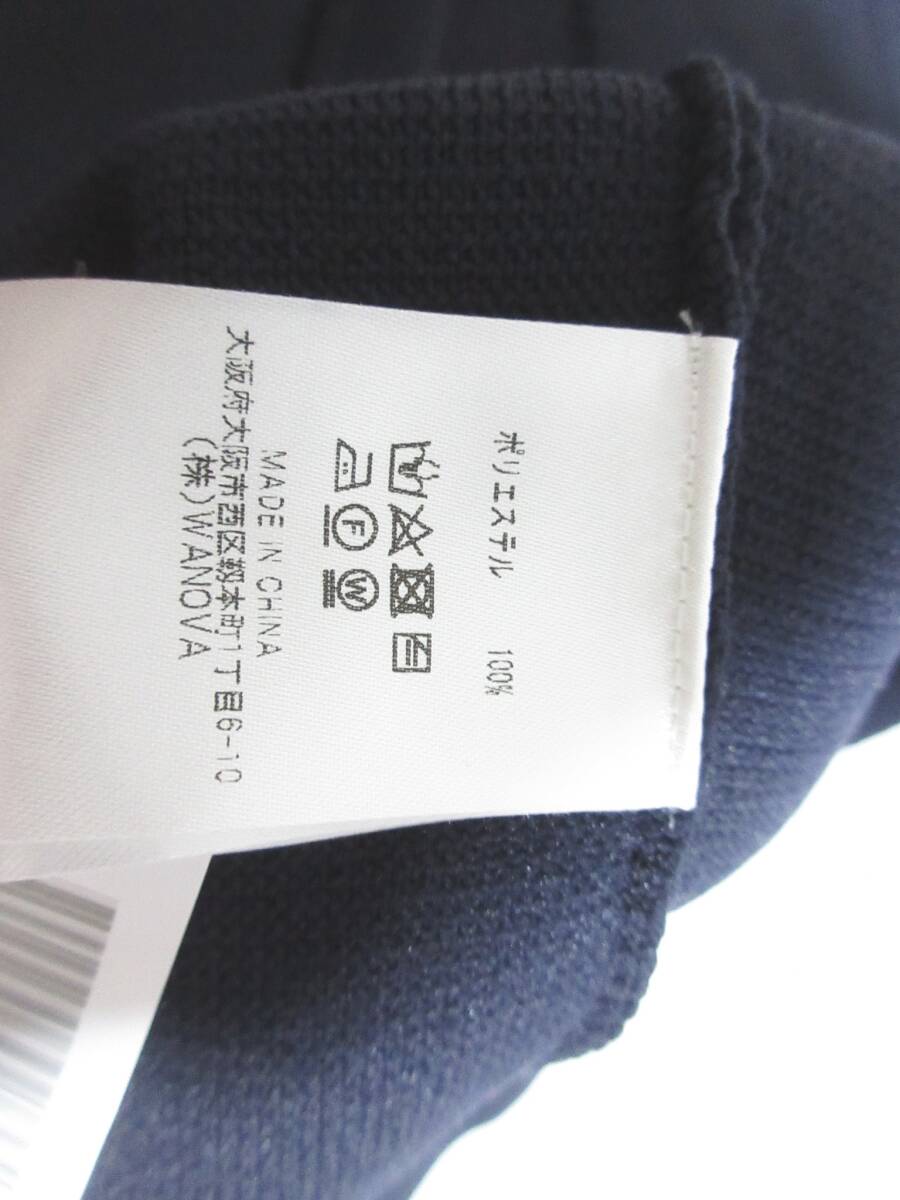 ポリエステル 100%
F W
MADE IN CHINA
大阪府大阪市西区靱本町1丁目6-10
(株)WANOVA